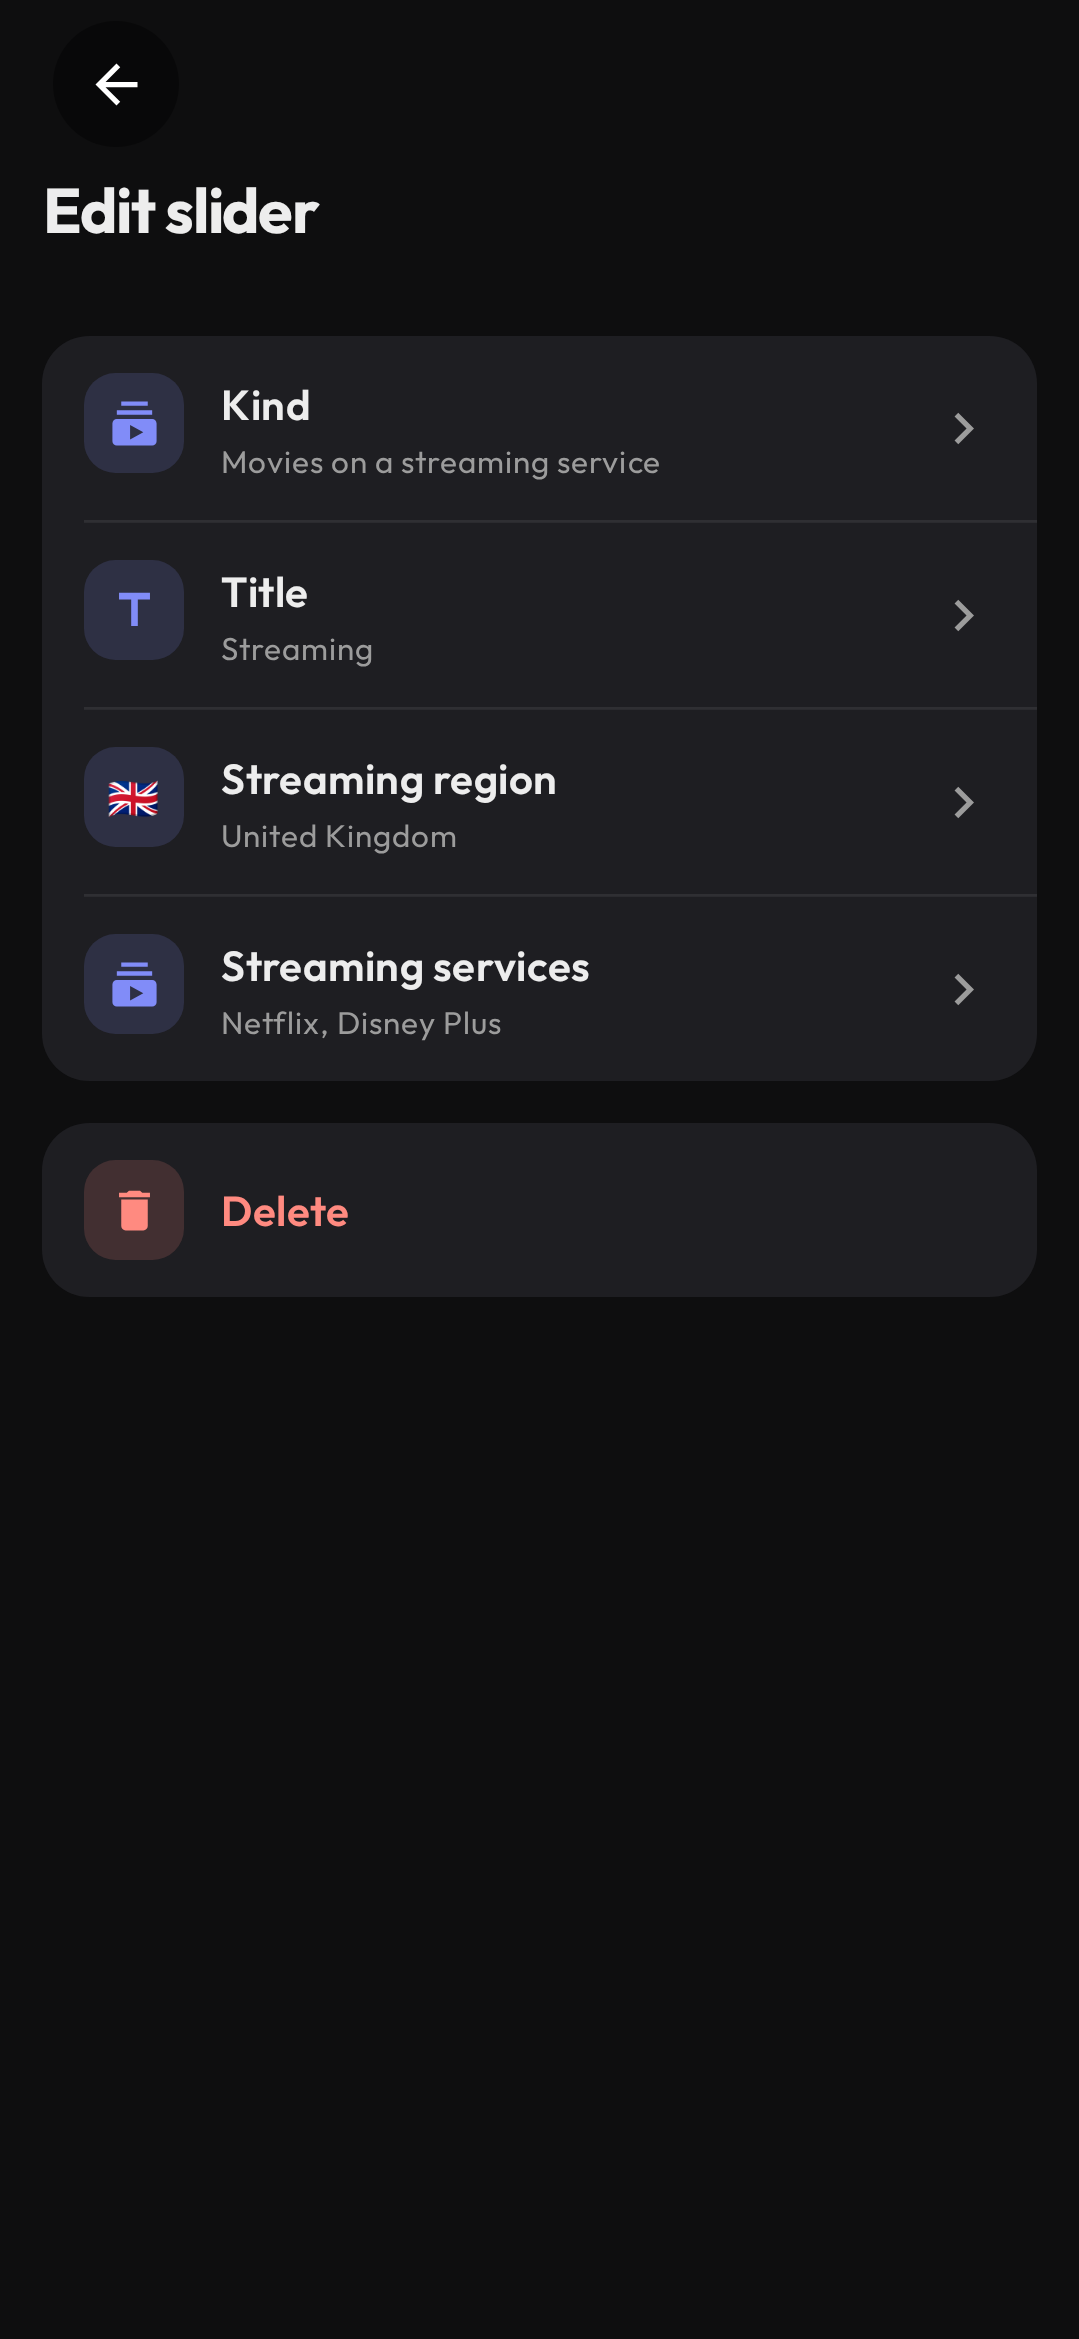 Edit slider
Kind
Movies on a streaming service
Title
Streaming
Streaming region
United Kingdom
Streaming services
Netflix, Disney Plus
Delete